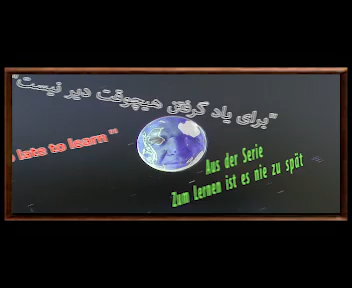 "برای یاد گرفتن هیچوقت دیر نیست"
late to learn "
Aus der Serie
Zum Lernen ist es nie zu spät